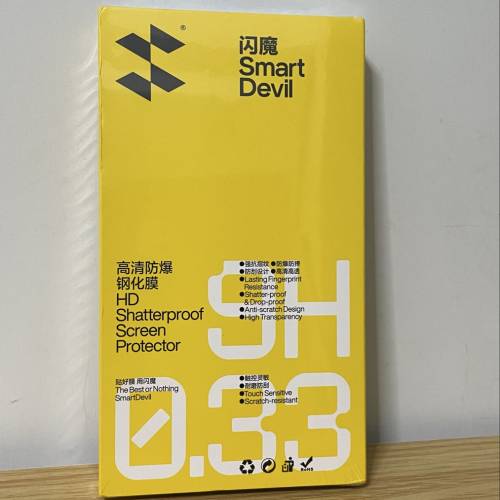 ®
闪魔
Smart
Devil
高清防爆
钢化膜
HD
Shatterproof
Screen
Protector
●强抗指纹 ●防爆防摔
●防刮设计 ●高清高透
●Lasting Fingerprint
Resistance
●Shatter-proof
& Drop-proof
●Anti-scratch Design
●High Transparency
9H
贴好膜 用闪魔
The Best or Nothing
SmartDevil
●触控灵敏
●耐磨防刮
●Touch Sensitive
●Scratch-resistant
0.33
RoHS